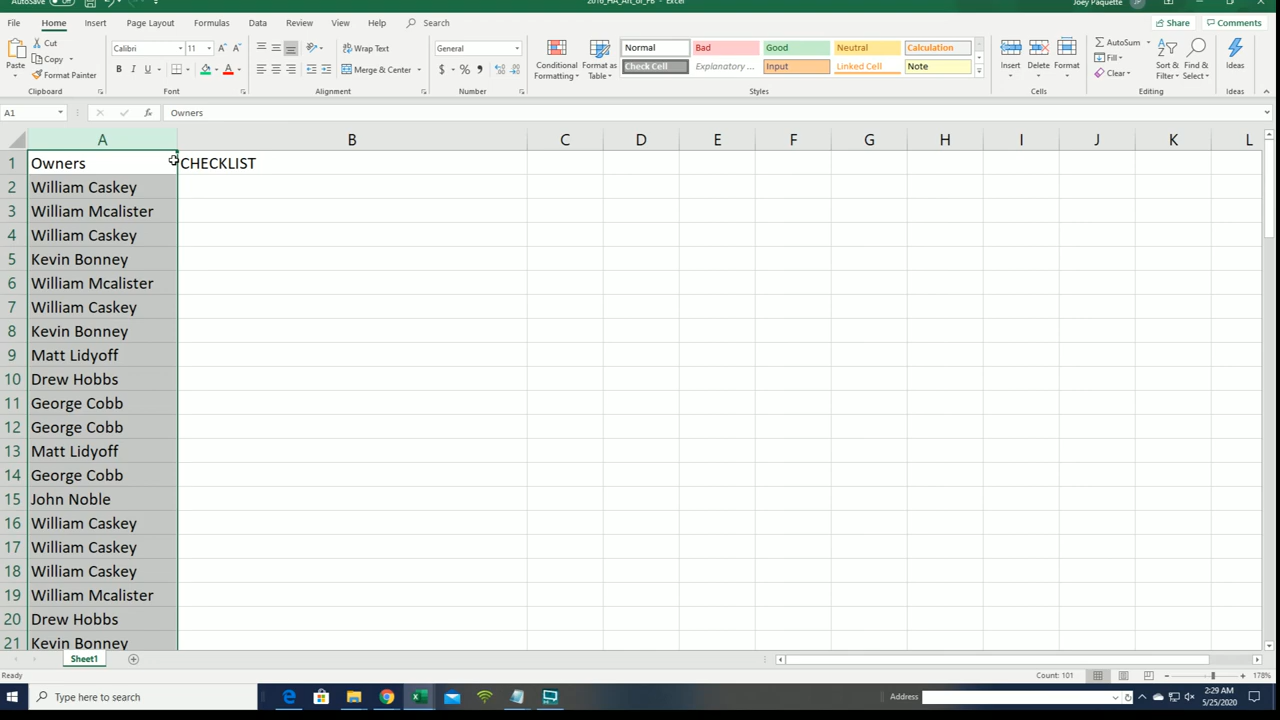 AutoSave
2016_HA_Art_of_FB - Excel
Joey Paquette
JP
File Home Insert Page Layout Formulas Data Review View Help Search Share Comments
Paste Cut Copy Format Painter
Calibri 11 B I U A A
Wrap Text
Merge & Center
General
$ %
Conditional Formatting
Format as Table
Normal Bad Good Neutral Calculation
Check Cell Explanatory ... Input Linked Cell Note
Insert Delete Format
AutoSum
Fill
Clear
Sort & Filter
Find & Select
Ideas
Clipboard Font Alignment Number Styles Cells Editing Ideas
A1 fx Owners
A B C D E F G H I J K L
1 Owners CHECKLIST
2 William Caskey
3 William Mcalister
4 William Caskey
5 Kevin Bonney
6 William Mcalister
7 William Caskey
8 Kevin Bonney
9 Matt Lidyoff
10 Drew Hobbs
11 George Cobb
12 George Cobb
13 Matt Lidyoff
14 George Cobb
15 John Noble
16 William Caskey
17 William Caskey
18 William Caskey
19 William Mcalister
20 Drew Hobbs
21 Kevin Bonney
Sheet1
Ready Count: 101 178%
Type here to search Address 2:29 AM
5/25/2020